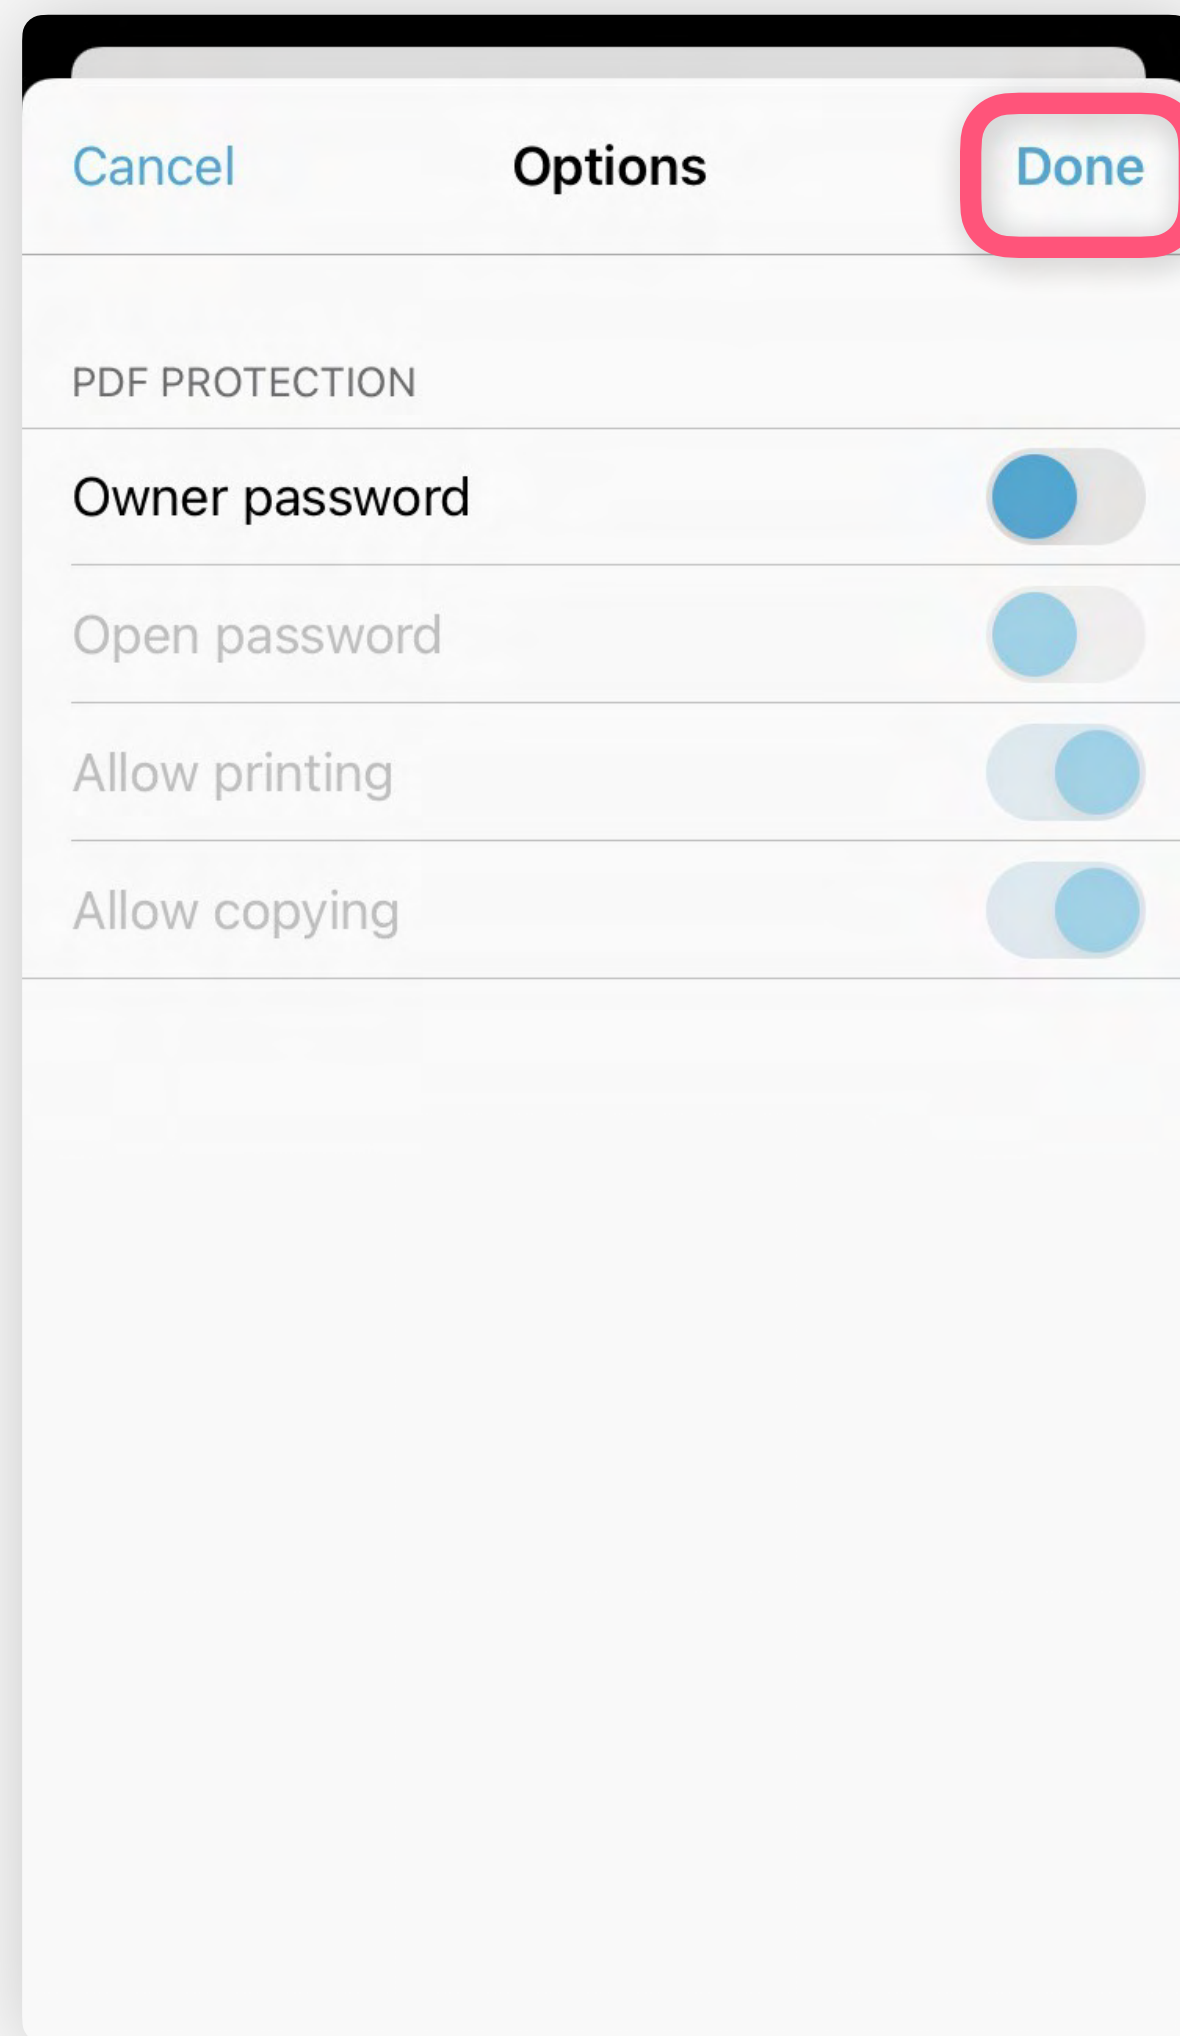 Cancel Options Done
PDF PROTECTION
Owner password
Open password
Allow printing
Allow copying